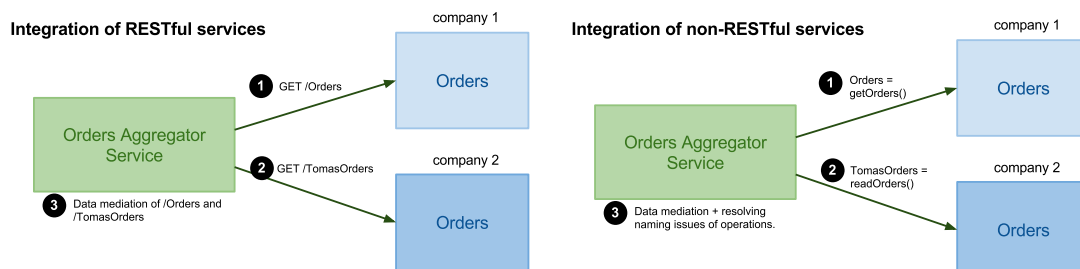 Integration of RESTful services
company 1
Orders
1 GET /Orders
Orders Aggregator
Service
company 2
2 GET /TomasOrders
Orders
3 Data mediation of /Orders and
/TomasOrders
Integration of non-RESTful services
company 1
Orders
1 Orders =
getOrders()
Orders Aggregator
Service
company 2
2 TomasOrders =
readOrders()
Orders
3 Data mediation + resolving
naming issues of operations.